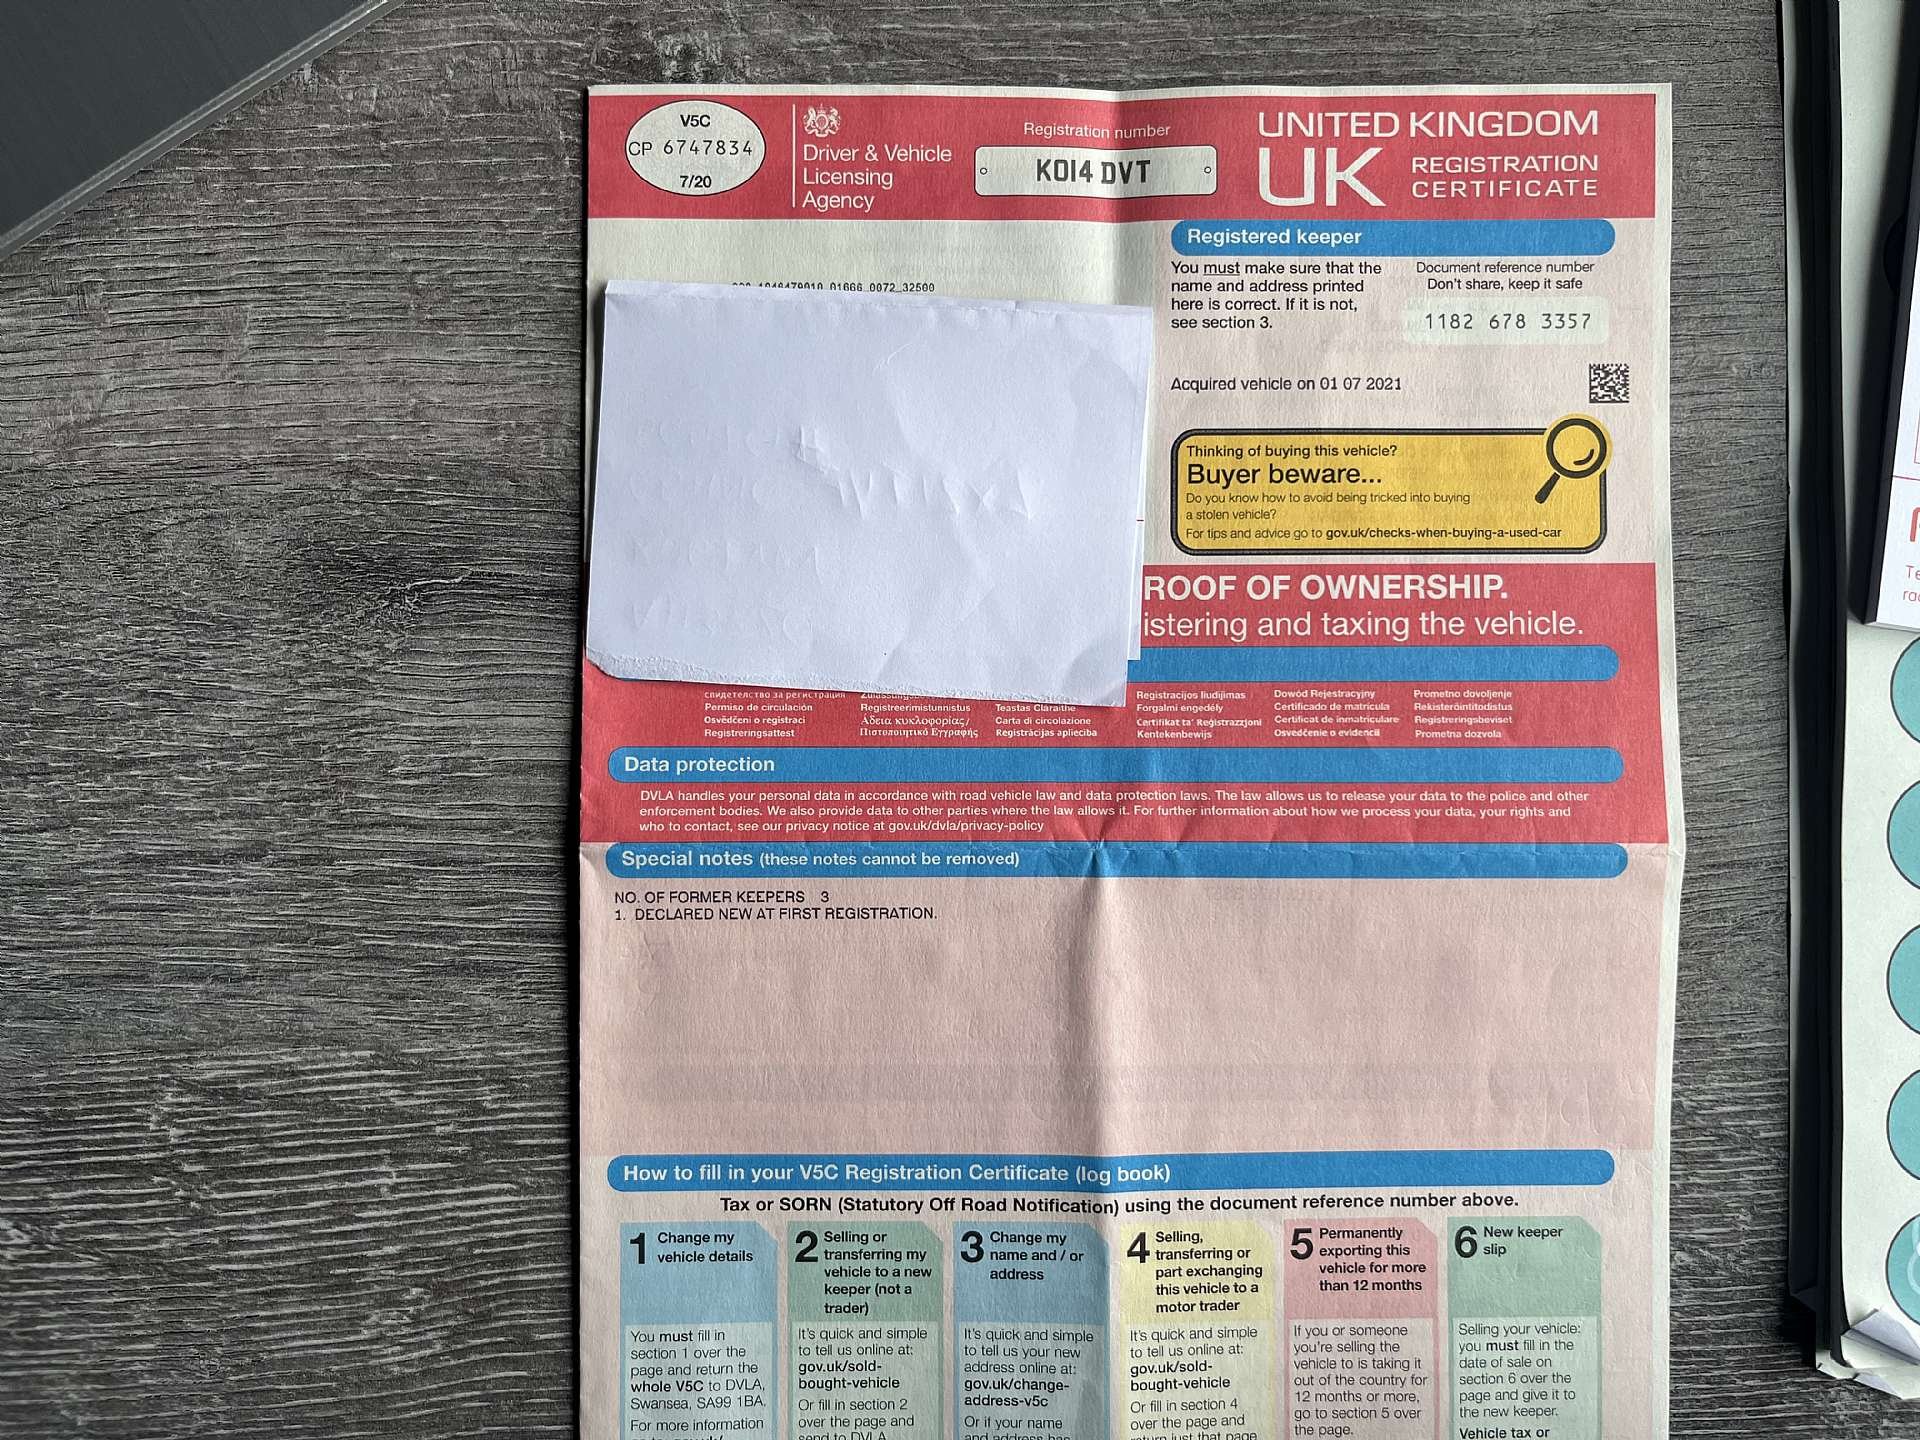 V5C
CP 6747834
7/20
Driver & Vehicle
Licensing
Agency
Registration number
KO14 DVT
UNITED KINGDOM
UK REGISTRATION
CERTIFICATE
Registered keeper
You must make sure that the
name and address printed
here is correct. If it is not,
see section 3.
Document reference number
Don't share, keep it safe
1182 678 3357
Acquired vehicle on 01 07 2021
01666 0072 32500
Thinking of buying this vehicle?
Buyer beware...
Do you know how to avoid being tricked into buying
a stolen vehicle?
For tips and advice go to gov.uk/checks-when-buying-a-used-car
ROOF OF OWNERSHIP.
istering and taxing the vehicle.
свидетелство за регистрация
Permiso de circulación
Osvědčení o registraci
Registreringsattest
Registreerimistunnistus
Άδεια κυκλοφορίας/
Πιστοποιητικό Εγγραφής
Teastas Cláraithe
Carta di circolazione
Reģistrācijas apliecība
Registracijos liudijimas
Forgalmi engedély
Certifikat ta' Reġistrazzjoni
Kentekenbewijs
Dowód Rejestracyjny
Certificado de matrícula
Certificat de înmatriculare
Osvedčenie o evidencii
Prometno dovoljenje
Rekisteröintitodistus
Registreringsbeviset
Prometna dozvola
Data protection
DVLA handles your personal data in accordance with road vehicle law and data protection laws. The law allows us to release your data to the police and other
enforcement bodies. We also provide data to other parties where the law allows it. For further information about how we process your data, your rights and
who to contact, see our privacy notice at gov.uk/dvla/privacy-policy
Special notes (these notes cannot be removed)
NO. OF FORMER KEEPERS 3
1. DECLARED NEW AT FIRST REGISTRATION.
How to fill in your V5C Registration Certificate (log book)
Tax or SORN (Statutory Off Road Notification) using the document reference number above.
1 Change my
vehicle details
You must fill in
section 1 over the
page and return the
whole V5C to DVLA,
Swansea, SA99 1BA.
For more information
2 Selling or
transferring my
vehicle to a new
keeper (not a
trader)
It's quick and simple
to tell us online at:
gov.uk/sold-
bought-vehicle
Or fill in section 2
over the page and
send to DVLA
3 Change my
name and / or
address
It's quick and simple
to tell us your new
address online at:
gov.uk/change-
address-v5c
Or if your name
and address has
4 Selling,
transferring or
part exchanging
this vehicle to a
motor trader
It's quick and simple
to tell us online at:
gov.uk/sold-
bought-vehicle
Or fill in section 4
over the page and
return just that page
5 Permanently
exporting this
vehicle for more
than 12 months
If you or someone
you're selling the
vehicle to is taking it
out of the country for
12 months or more,
go to section 5 over
the page.
6 New keeper
slip
Selling your vehicle:
you must fill in the
date of sale on
section 6 over the
page and give it to
the new keeper.
Vehicle tax or